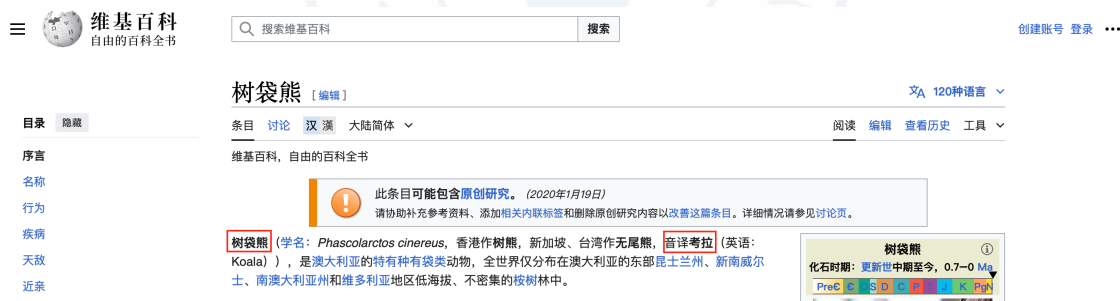 维基百科
自由的百科全书
搜索维基百科
搜索
创建账号 登录
树袋熊 [编辑]
120种语言
目录 隐藏
条目 讨论 汉 漢 大陆简体
阅读 编辑 查看历史 工具
序言
名称
行为
疾病
天敌
近亲
维基百科，自由的百科全书
此条目可能包含原创研究。 (2020年1月19日)
请协助补充参考资料、添加相关内联标签和删除原创研究内容以改善这篇条目。详细情况请参见讨论页。
树袋熊（学名：Phascolarctos cinereus，香港作树熊，新加坡、台湾作无尾熊，音译考拉（英语：
Koala）），是澳大利亚的特有种有袋类动物，全世界仅分布在澳大利亚的东部昆士兰州、新南威尔
士、南澳大利亚州和维多利亚地区低海拔、不密集的桉树林中。
树袋熊
化石时期：更新世中期至今，0.7–0 Ma
PreЄ Є O S D C P T J K PgN